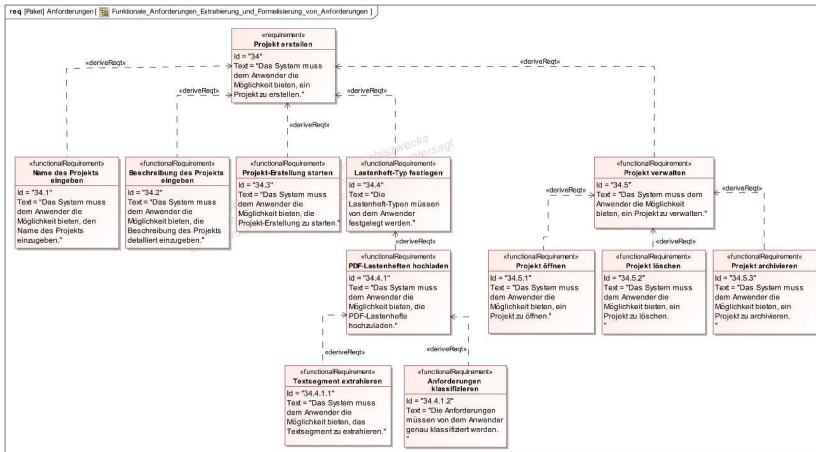 req [Paket] Anforderungen [ Funktionale_Anforderungen_Extrahierung_und_Formalisierung_von_Anforderungen ]
«requirement»
Projekt erstellen
Id = "34"
Text = "Das System muss
dem Anwender die
Möglichkeit bieten, ein
Projekt zu erstellen."
«deriveReqt»
«deriveReqt»
«deriveReqt»
«deriveReqt»
«deriveReqt»
«functionalRequirement»
Name des Projekts
eingeben
Id = "34.1"
Text = "Das System muss
dem Anwender die
Möglichkeit bieten, den
Name des Projekts
einzugeben."
«functionalRequirement»
Beschreibung des Projekts
eingeben
Id = "34.2"
Text = "Das System muss
dem Anwender die
Möglichkeit bieten, die
Beschreibung des Projekts
detalliert einzugeben."
«functionalRequirement»
Projekt-Erstellung starten
Id = "34.3"
Text = "Das System muss
dem Anwender die
Möglichkeit bieten, die
Projekt-Erstellung zu starten."
«functionalRequirement»
Lastenheft-Typ festlegen
Id = "34.4"
Text = "Die
Lastenheft-Typen müssen
von dem Anwender
festgelegt werden."
«functionalRequirement»
Projekt verwalten
Id = "34.5"
Text = "Das System muss dem
Anwender die Möglichkeit
bieten, ein Projekt zu verwalten."
«deriveReqt»
«deriveReqt»
«deriveReqt»
«deriveReqt»
«functionalRequirement»
PDF-Lastenheften hochladen
Id = "34.4.1"
Text = "Das System muss
dem Anwender die
Möglichkeit bieten, die
PDF-Lastenhefte
hochzuladen."
«functionalRequirement»
Projekt öffnen
Id = "34.5.1"
Text = "Das System muss
dem Anwender die
Möglichkeit bieten, ein
Projekt zu öffnen."
«functionalRequirement»
Projekt löschen
Id = "34.5.2"
Text = "Das System muss
dem Anwender die
Möglichkeit bieten, ein
Projekt zu löschen.
"
«functionalRequirement»
Projekt archivieren
Id = "34.5.3"
Text = "Das System muss
dem Anwender die
Möglichkeit bieten, ein
Projekt zu archivieren.
"
«deriveReqt»
«deriveReqt»
«functionalRequirement»
Textsegment extrahieren
Id = "34.4.1.1"
Text = "Das System muss
dem Anwender die
Möglichkeit bieten, das
Textsegment zu extrahieren."
«functionalRequirement»
Anforderungen
klassifizieren
Id = "34.4.1.2"
Text = "Die Anforderungen
müssen von dem Anwender
genau klassifiziert werden.
"